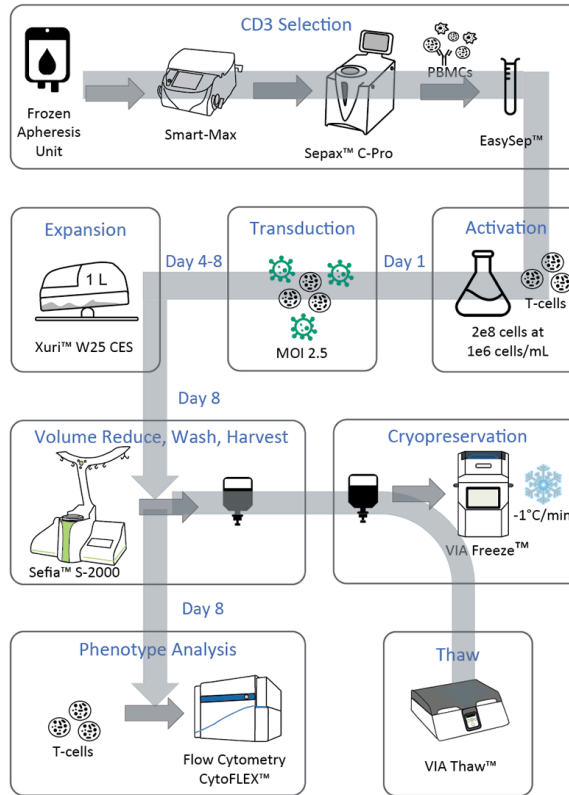 CD3 Selection
Frozen
Apheresis
Unit
Smart-Max
Sepax™ C-Pro
PBMCs
EasySep™
Expansion
1 L
Xuri™ W25 CES
Day 4-8
Transduction
MOI 2.5
Day 1
Activation
T-cells
2e8 cells at
1e6 cells/mL
Day 8
Volume Reduce, Wash, Harvest
Sefia™ S-2000
Cryopreservation
-1°C/min
VIA Freeze™
Day 8
Phenotype Analysis
T-cells
Flow Cytometry
CytoFLEX™
Thaw
VIA Thaw™